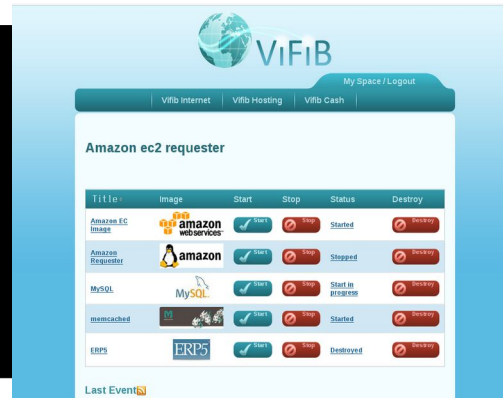 ViFiB
My Space / Logout
Vifib Internet Vifib Hosting Vifib Cash
Amazon ec2 requester
Title Image Start Stop Status Destroy
Amazon EC Image amazon webservices™ Start Stop Started Destroy
Amazon Requester amazon Start Stop Stopped Destroy
MySQL MySQL Start Stop Start in progress Destroy
memcached Start Stop Started Destroy
ERP5 ERP5 Start Stop Destroyed Destroy
Last Event